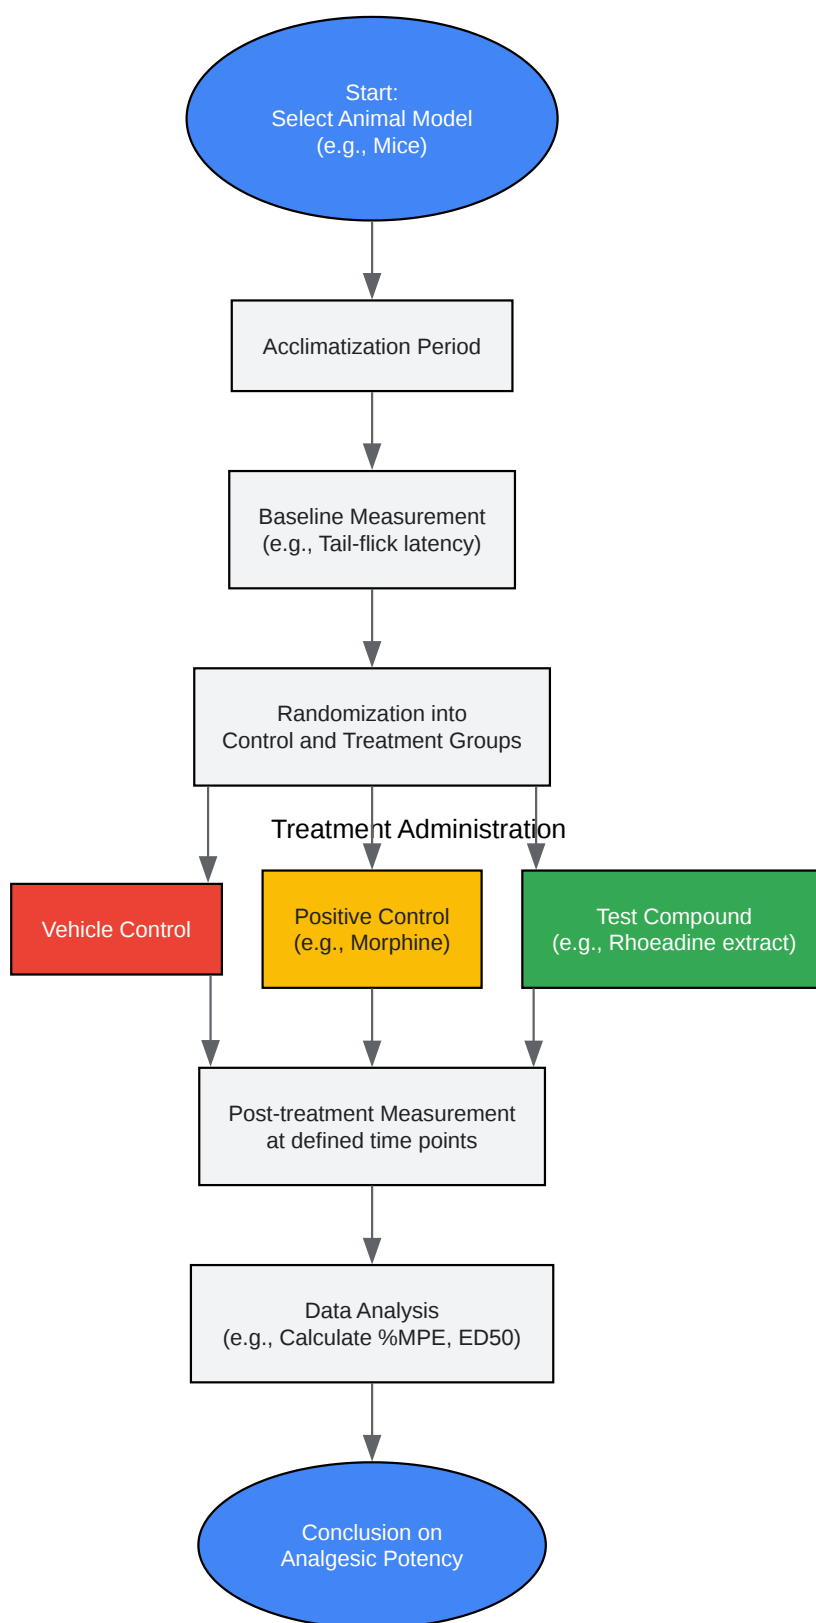 Start:
Select Animal Model
(e.g., Mice)
Acclimatization Period
Baseline Measurement
(e.g., Tail-flick latency)
Randomization into
Control and Treatment Groups
Treatment Administration
Vehicle Control
Positive Control
(e.g., Morphine)
Test Compound
(e.g., Rhoeadine extract)
Post-treatment Measurement
at defined time points
Data Analysis
(e.g., Calculate %MPE, ED50)
Conclusion on
Analgesic Potency